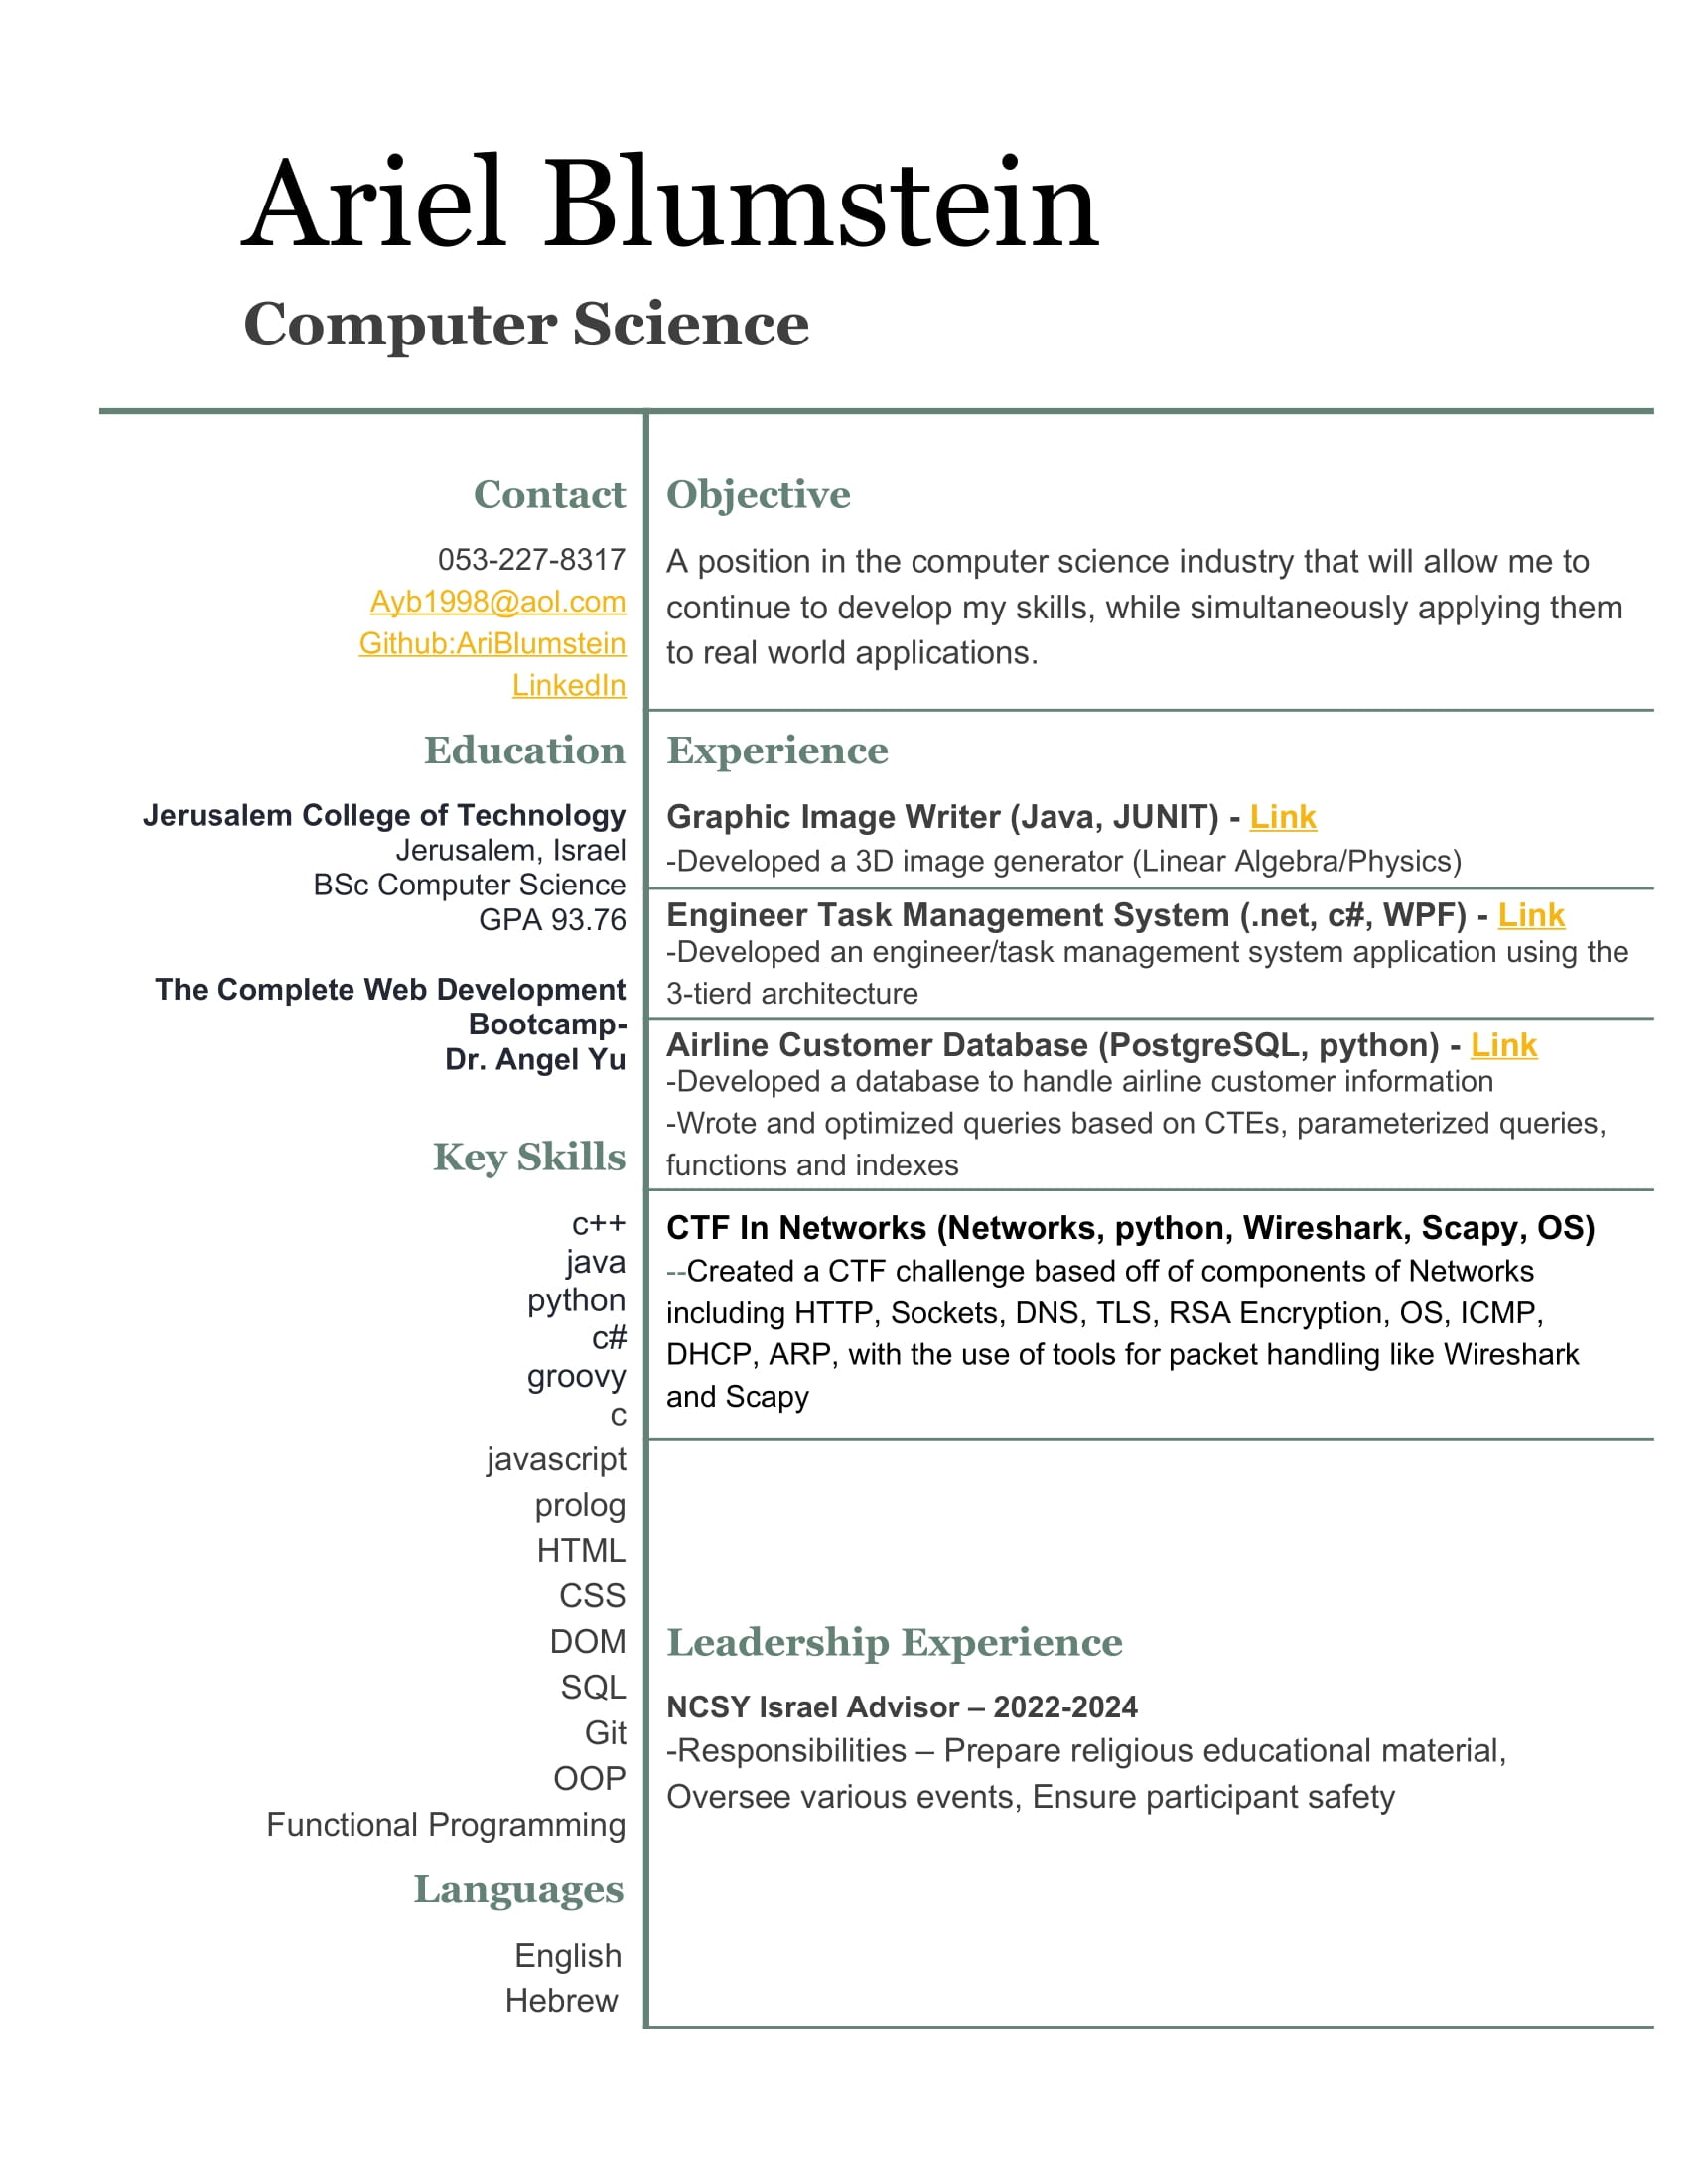 Ariel Blumstein
Computer Science
Contact
053-227-8317
Ayb1998@aol.com
Github:AriBlumstein
LinkedIn
Education
Jerusalem College of Technology
Jerusalem, Israel
BSc Computer Science
GPA 93.76
The Complete Web Development
Bootcamp-
Dr. Angel Yu
Key Skills
c++
java
python
c#
groovy
c
javascript
prolog
HTML
CSS
DOM
SQL
Git
OOP
Functional Programming
Languages
English
Hebrew
Objective
A position in the computer science industry that will allow me to
continue to develop my skills, while simultaneously applying them
to real world applications.
Experience
Graphic Image Writer (Java, JUNIT) - Link
-Developed a 3D image generator (Linear Algebra/Physics)
Engineer Task Management System (.net, c#, WPF) - Link
-Developed an engineer/task management system application using the
3-tierd architecture
Airline Customer Database (PostgreSQL, python) - Link
-Developed a database to handle airline customer information
-Wrote and optimized queries based on CTEs, parameterized queries,
functions and indexes
CTF In Networks (Networks, python, Wireshark, Scapy, OS)
--Created a CTF challenge based off of components of Networks
including HTTP, Sockets, DNS, TLS, RSA Encryption, OS, ICMP,
DHCP, ARP, with the use of tools for packet handling like Wireshark
and Scapy
Leadership Experience
NCSY Israel Advisor – 2022-2024
-Responsibilities – Prepare religious educational material,
Oversee various events, Ensure participant safety